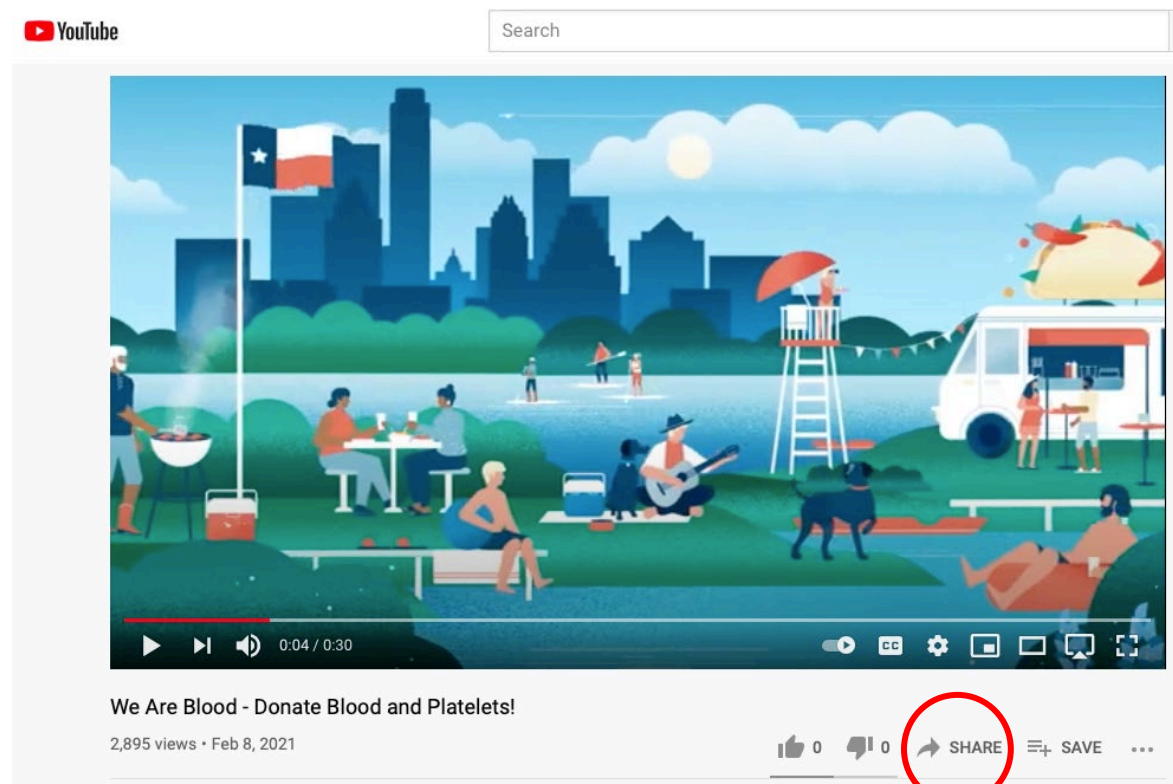 YouTube
Search
0:04 / 0:30
CC
We Are Blood - Donate Blood and Platelets!
2,895 views • Feb 8, 2021
0 0 SHARE SAVE